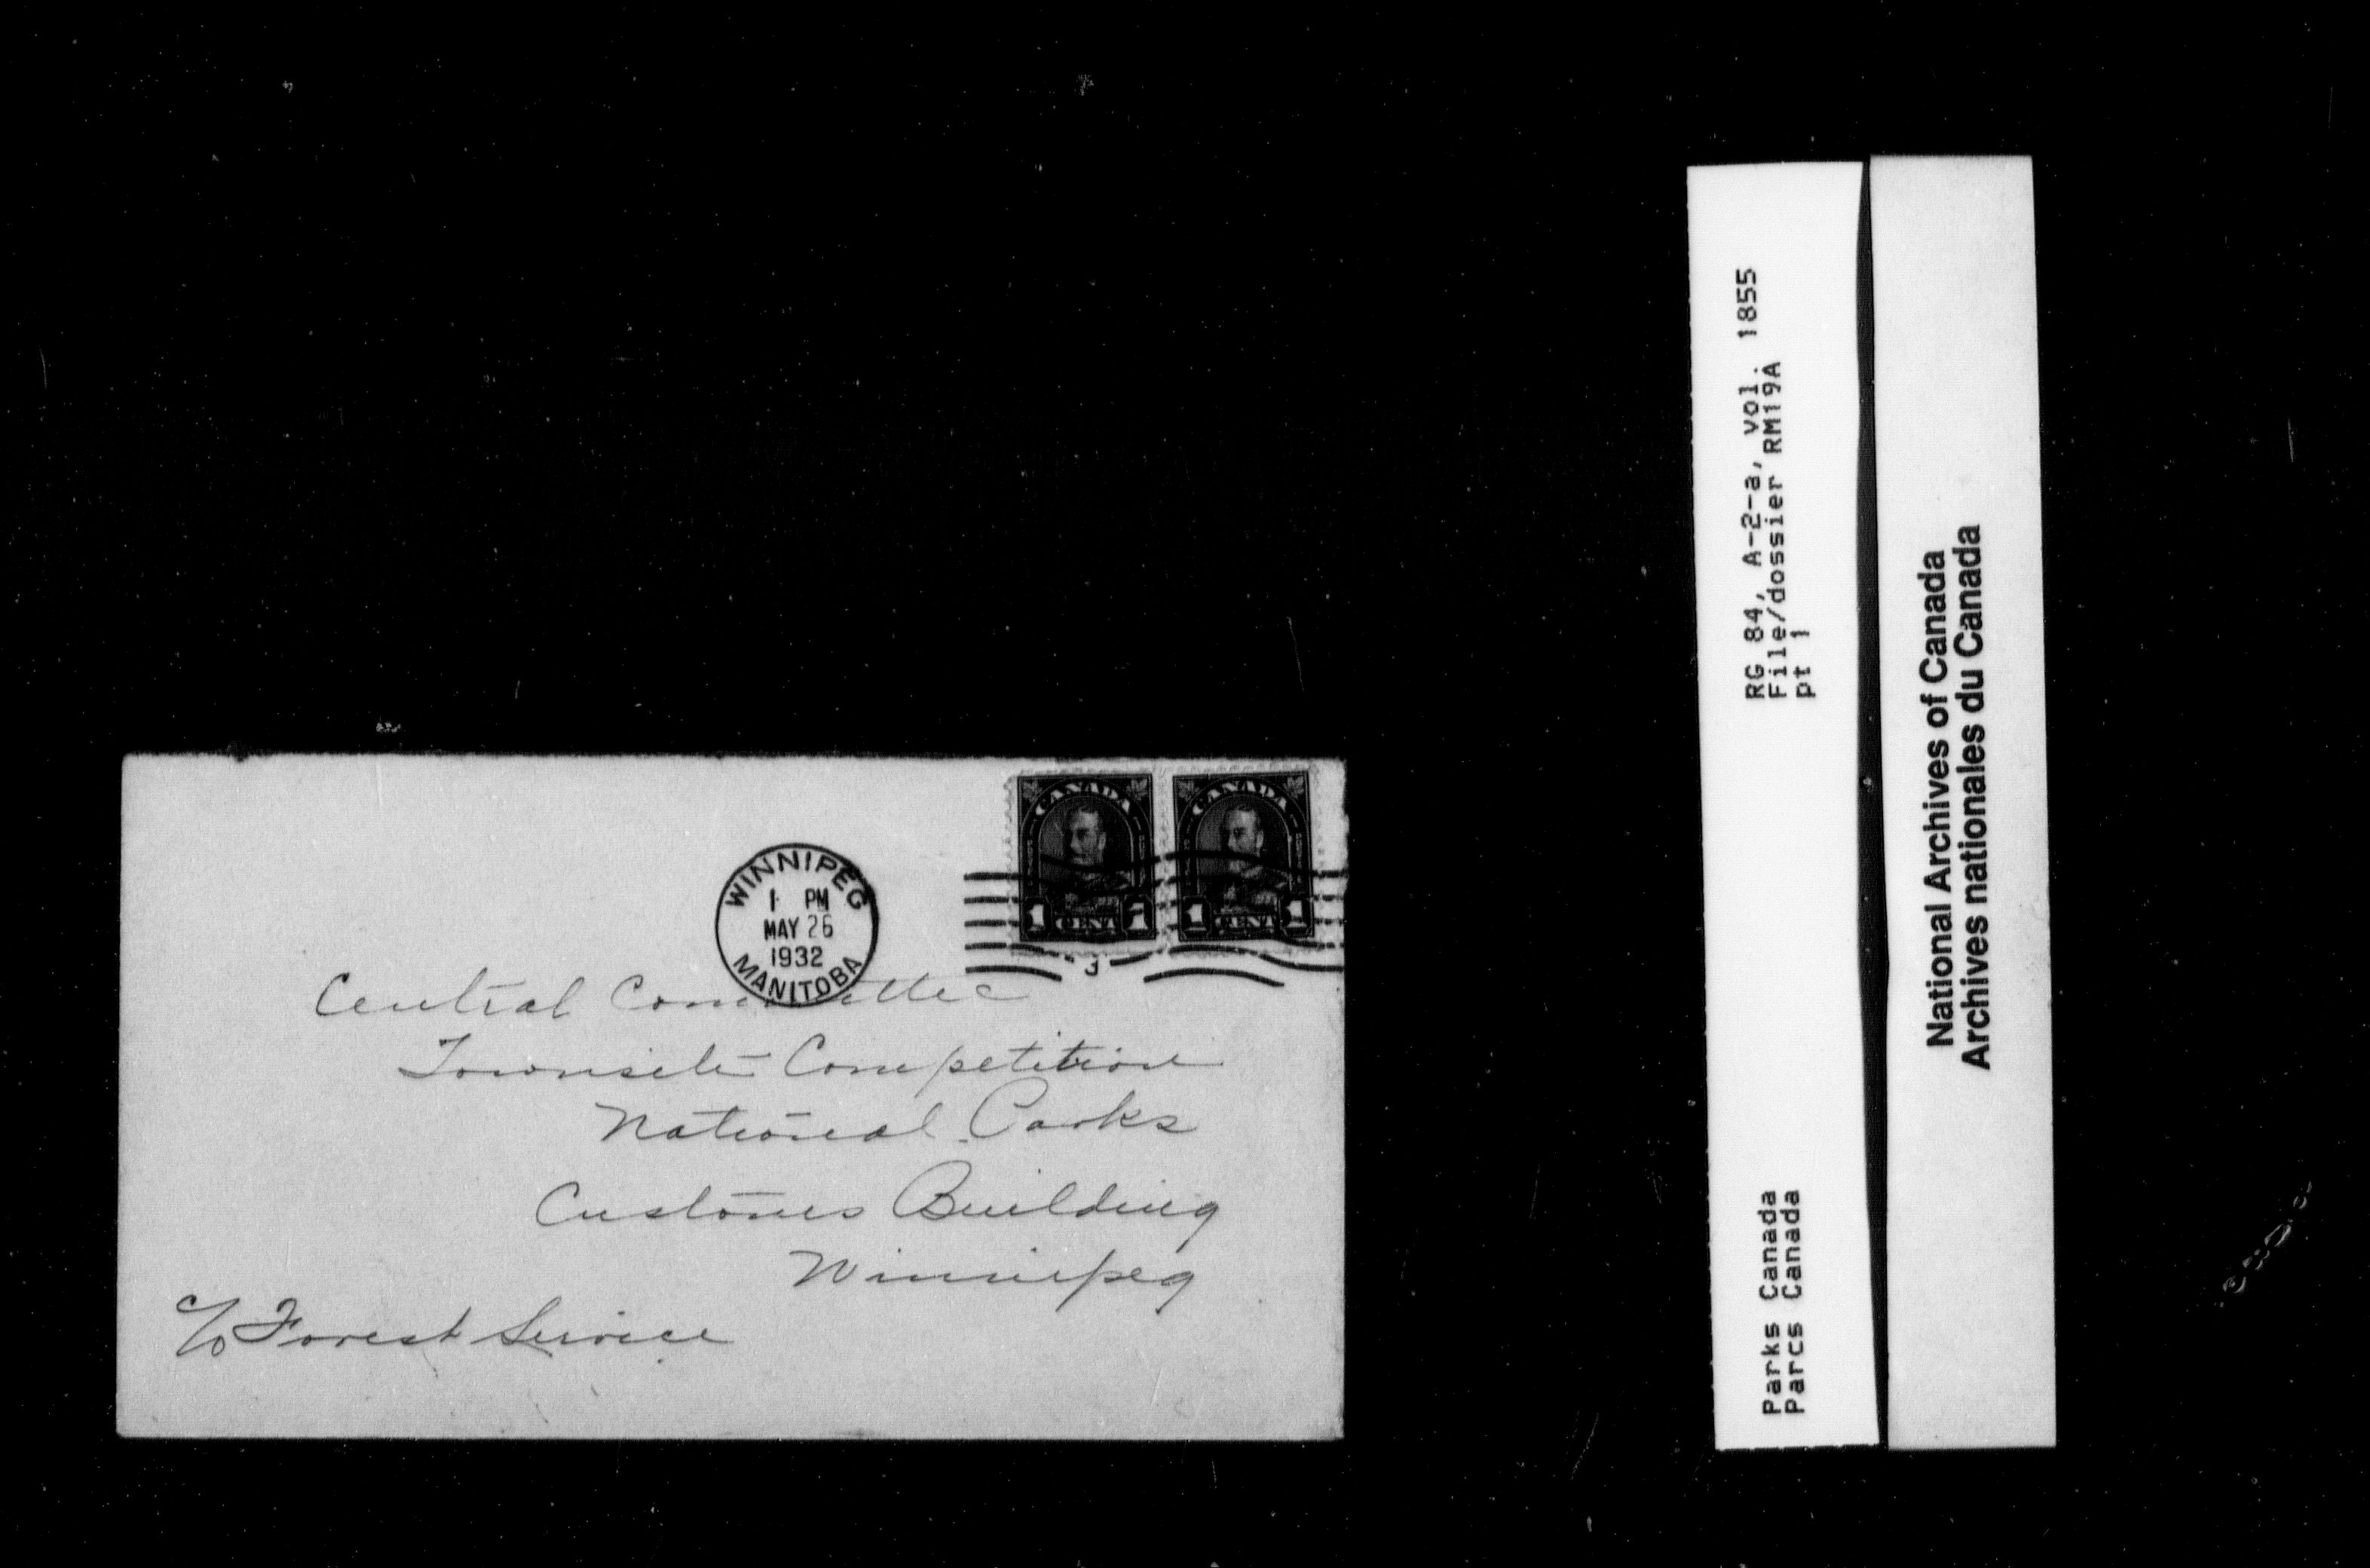 CANADA
1 CENT 1
CANADA
1 CENT 1
WINNIPEG
1 PM
MAY 26
1932
MANITOBA
3
Central Committee
Townsite Competition
National Parks
Customs Building
Winnipeg
c/o Forest Service
RG 84, A-2-a, vol. 1855
File/dossier RM19A
pt 1
Parks Canada
Parcs Canada
National Archives of Canada
Archives nationales du Canada